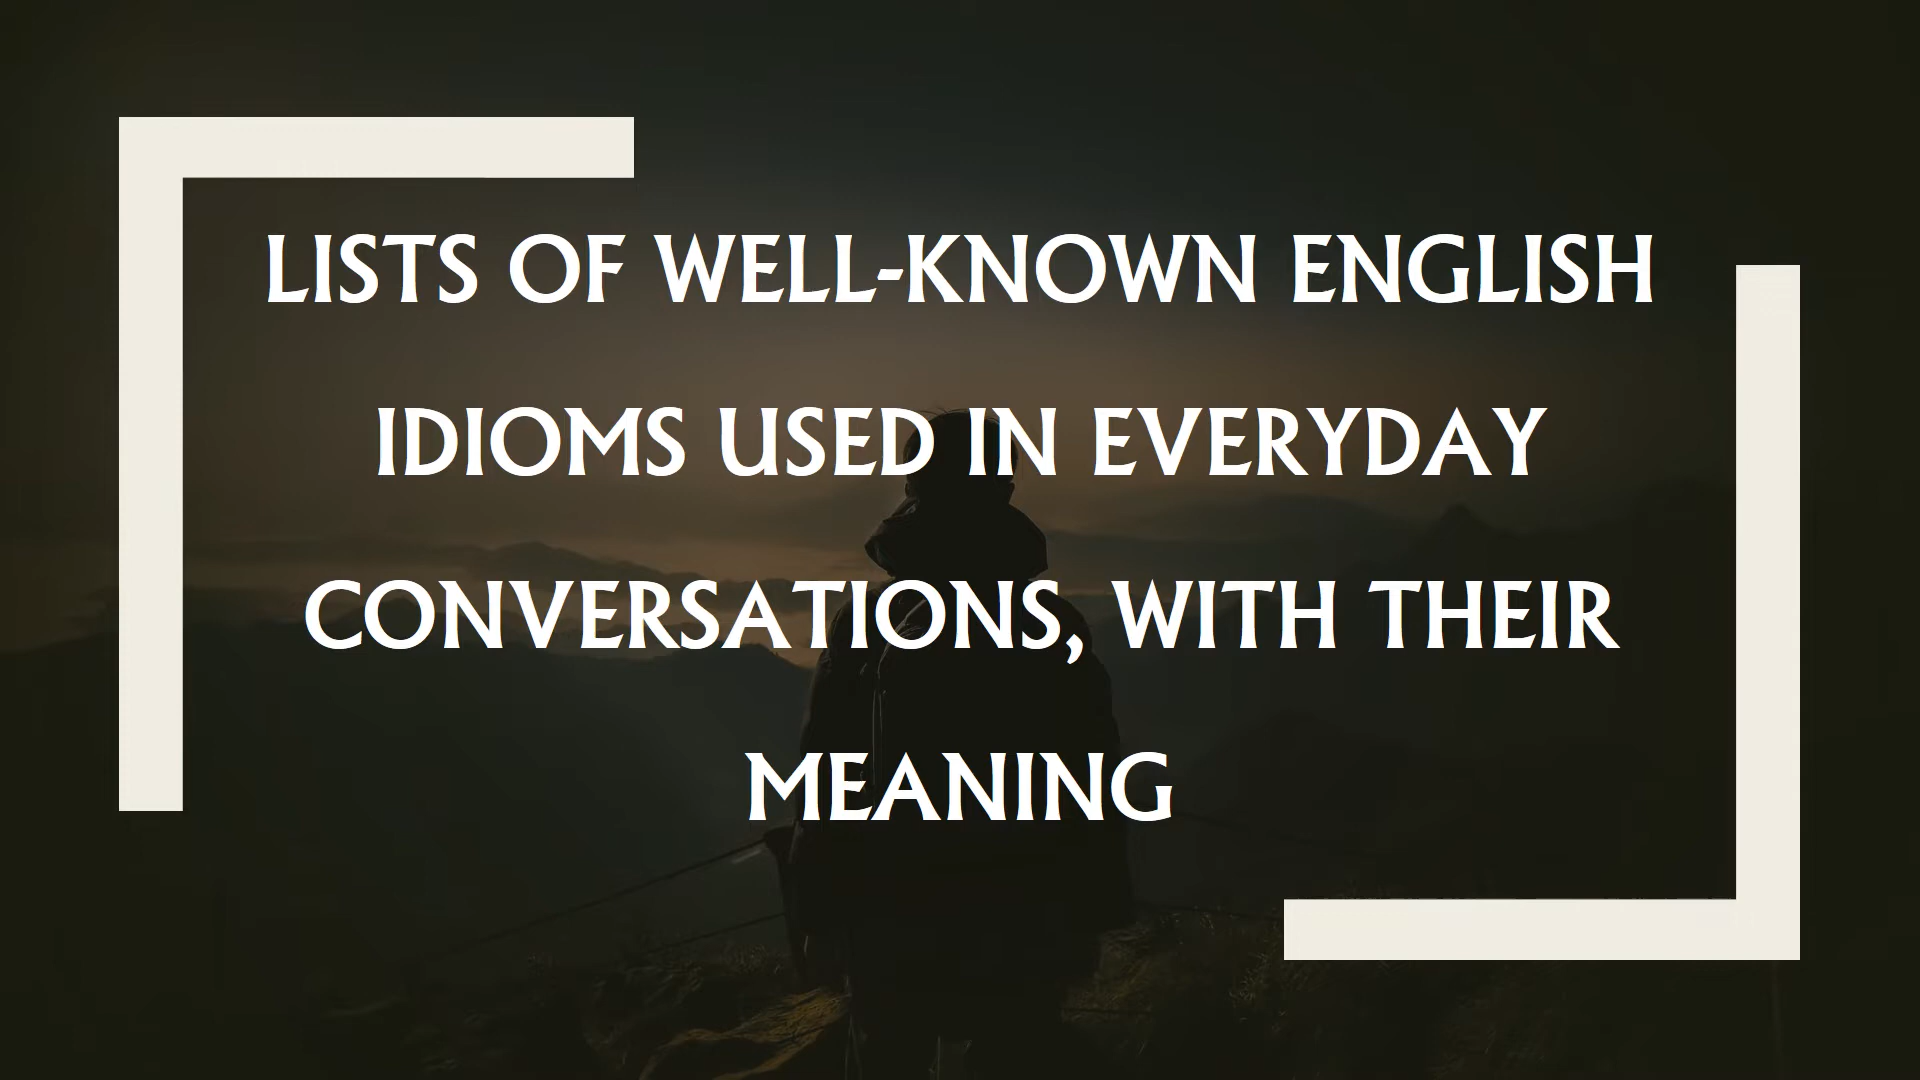 LISTS OF WELL-KNOWN ENGLISH
IDIOMS USED IN EVERYDAY
CONVERSATIONS, WITH THEIR
MEANING